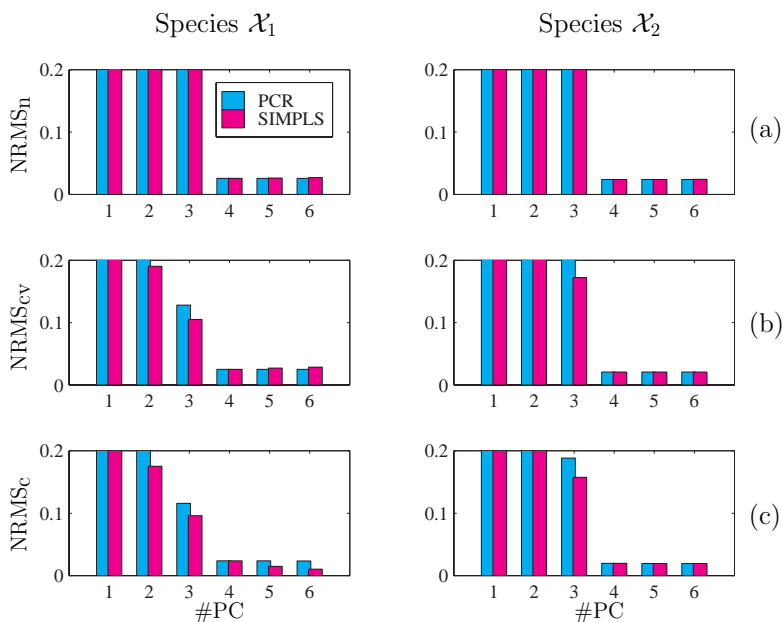 Species 𝒳₁
Species 𝒳₂
NRMSn
0.2
0.1
0
PCR
SIMPLS
1 2 3 4 5 6
0.2
0.1
0
1 2 3 4 5 6
(a)
NRMScv
0.2
0.1
0
1 2 3 4 5 6
0.2
0.1
0
1 2 3 4 5 6
(b)
NRMSc
0.2
0.1
0
1 2 3 4 5 6
#PC
0.2
0.1
0
1 2 3 4 5 6
#PC
(c)